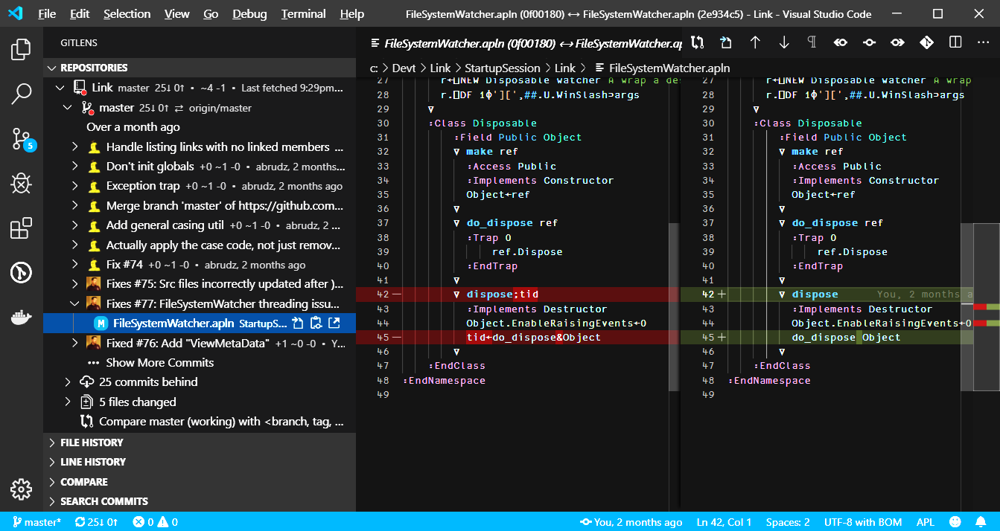 File Edit Selection View Go Debug Terminal Help FileSystemWatcher.apln (0f00180) ↔ FileSystemWatcher.apln (2e934c5) - Link - Visual Studio Code
GITLENS
REPOSITORIES
Link master 25↓ 0↑ • ~4 -1 • Last fetched 9:29pm...
master 25↓ 0↑ ⇄ origin/master
Over a month ago
Handle listing links with no linked members ...
Don't init globals +0 ~1 -0 • abrudz, 2 months...
Exception trap +0 ~1 -0 • abrudz, 2 months ago
Merge branch 'master' of https://github.com...
Add general casing util +0 ~1 -0 • abrudz, 2 ...
Actually apply the case code, not just remov...
Fix #74 +0 ~1 -0 • abrudz, 2 months ago
Fixes #75: Src files incorrectly updated after )...
Fixes #77: FileSystemWatcher threading issu...
M FileSystemWatcher.apln StartupS...
Fixed #76: Add "ViewMetaData" +1 ~0 -0 • Y...
Show More Commits
25 commits behind
5 files changed
Compare master (working) with <branch, tag, ...
FILE HISTORY
LINE HISTORY
COMPARE
SEARCH COMMITS
5
FileSystemWatcher.apln (0f00180) ↔ FileSystemWatcher.ap
c: > Devt > Link > StartupSession > Link > FileSystemWatcher.apln
27 r←⎕NEW Disposable watcher ⍝ wrap a des
28 r.⎕DF 1⌽'][',##.U.WinSlash⊃args
29 ∇
30 :Class Disposable
31 :Field Public Object
32 ∇ make ref
33 :Access Public
34 :Implements Constructor
35 Object←ref
36 ∇
37 ∇ do_dispose ref
38 :Trap 0
39 ref.Dispose
40 :EndTrap
41 ∇
42 — ∇ dispose;tid
43 :Implements Destructor
44 Object.EnableRaisingEvents←0
45 — tid←do_dispose&Object
46 ∇
47 :EndClass
48 :EndNamespace
49
27 r←⎕NEW Disposable watcher ⍝ wrap
28 r.⎕DF 1⌽'][',##.U.WinSlash⊃args
29 ∇
30 :Class Disposable
31 :Field Public Object
32 ∇ make ref
33 :Access Public
34 :Implements Constructor
35 Object←ref
36 ∇
37 ∇ do_dispose ref
38 :Trap 0
39 ref.Dispose
40 :EndTrap
41 ∇
42 + ∇ dispose You, 2 months a
43 :Implements Destructor
44 Object.EnableRaisingEvents←0
45 + do_dispose Object
46 ∇
47 :EndClass
48 :EndNamespace
49
master* 25↓ 0↑ 0 0 You, 2 months ago Ln 42, Col 1 Spaces: 2 UTF-8 with BOM APL